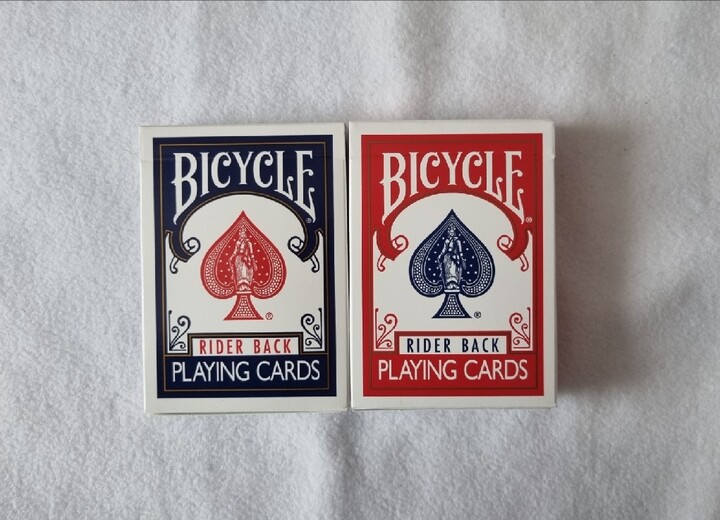 BICYCLE®
®
RIDER BACK
PLAYING CARDS
BICYCLE®
®
RIDER BACK
PLAYING CARDS